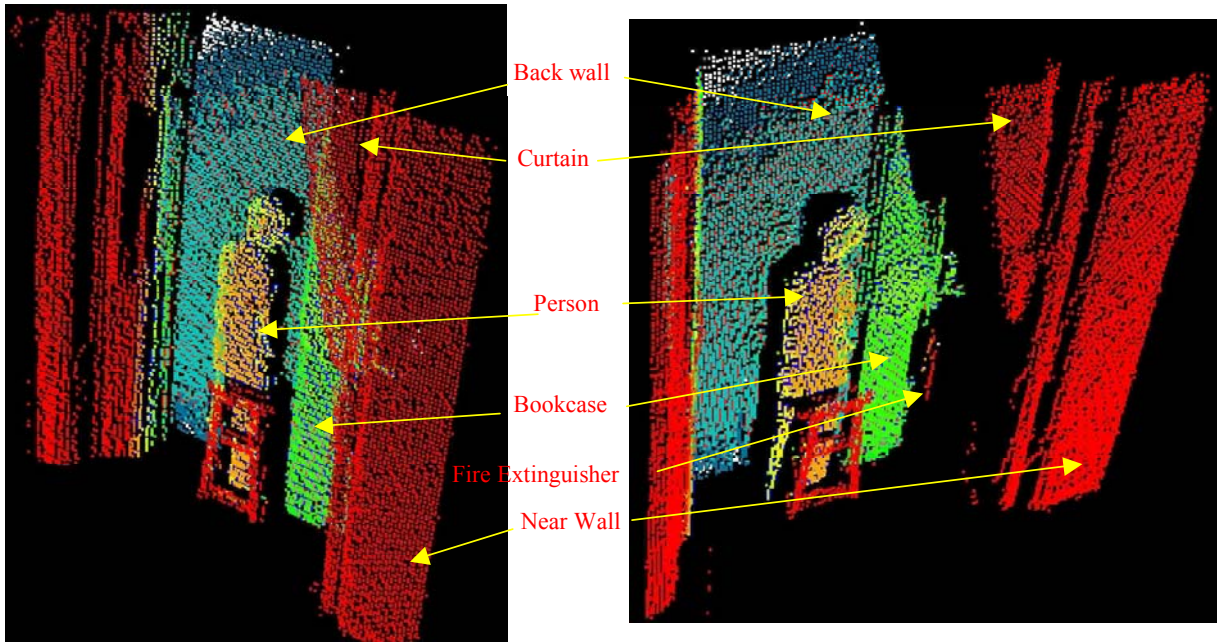 Back wall
Curtain
Person
Bookcase
Fire Extinguisher
Near Wall